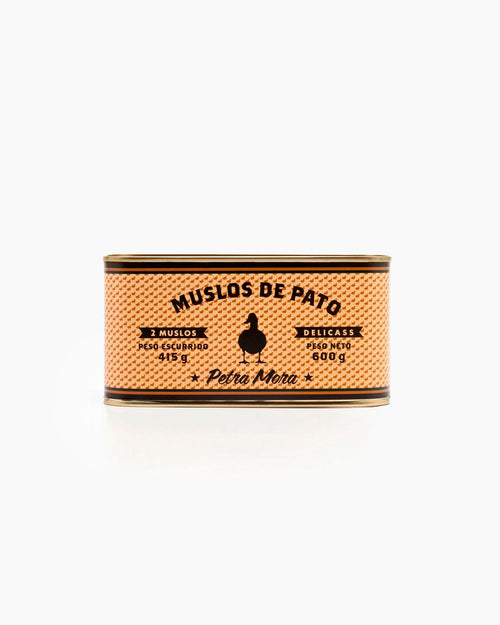 MUSLOS DE PATO
2 MUSLOS
PESO ESCURRIDO
415 g
DELICASS
PESO NETO
600 g
Petra Mora